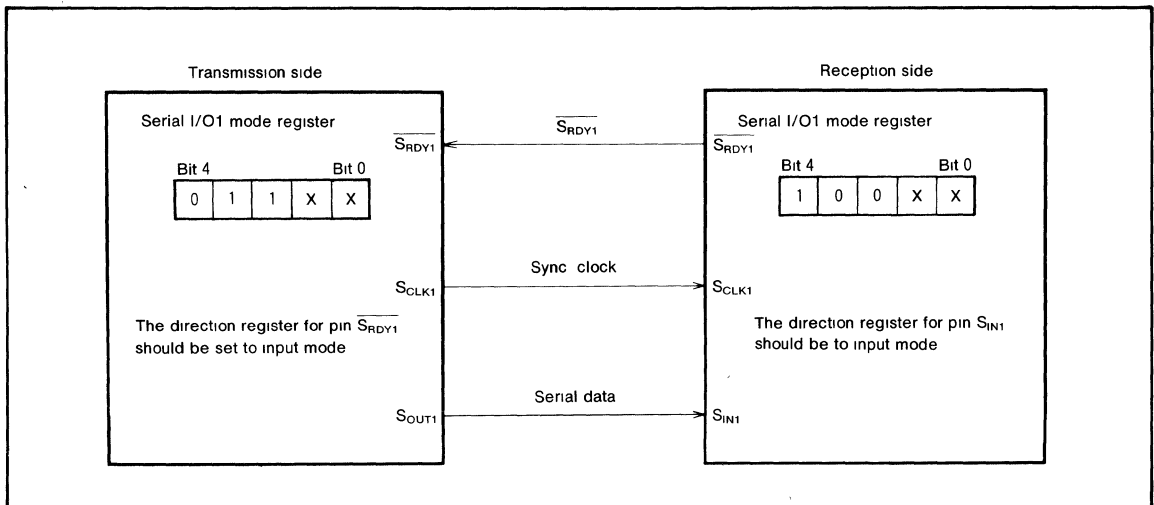 Transmission side
Serial I/O1 mode register
Bit 4 Bit 0
0 1 1 X X
S̅R̅D̅Y̅1̅
The direction register for pin S̅R̅D̅Y̅1̅
should be set to input mode
SCLK1
SOUT1
S̅R̅D̅Y̅1̅
Sync clock
Serial data
Reception side
Serial I/O1 mode register
S̅R̅D̅Y̅1̅
Bit 4 Bit 0
1 0 0 X X
SCLK1
The direction register for pin SIN1
should be to input mode
SIN1